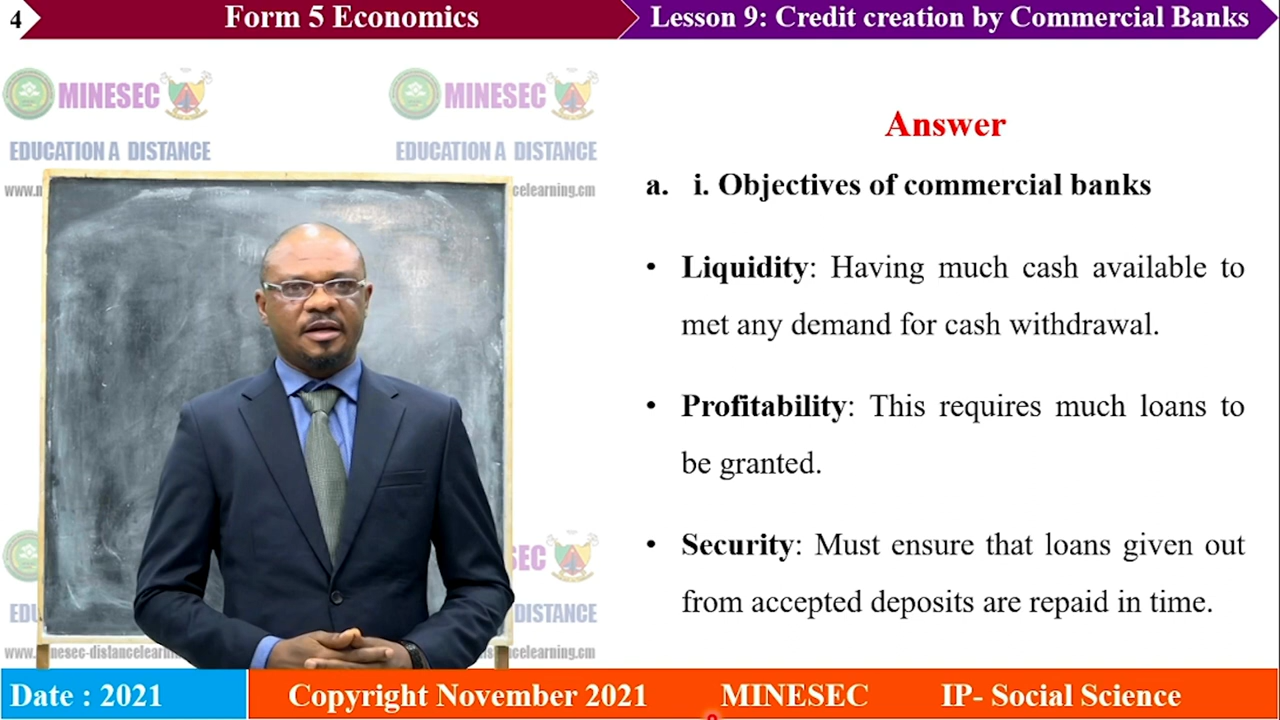 4
Form 5 Economics
Lesson 9: Credit creation by Commercial Banks
MINESEC
MINESEC
EDUCATION A DISTANCE
EDUCATION A DISTANCE
celearning.cm
Answer
a. i. Objectives of commercial banks
• Liquidity: Having much cash available to
met any demand for cash withdrawal.
• Profitability: This requires much loans to
be granted.
• Security: Must ensure that loans given out
from accepted deposits are repaid in time.
DISTANCE
Date : 2021
Copyright November 2021
MINESEC
IP- Social Science